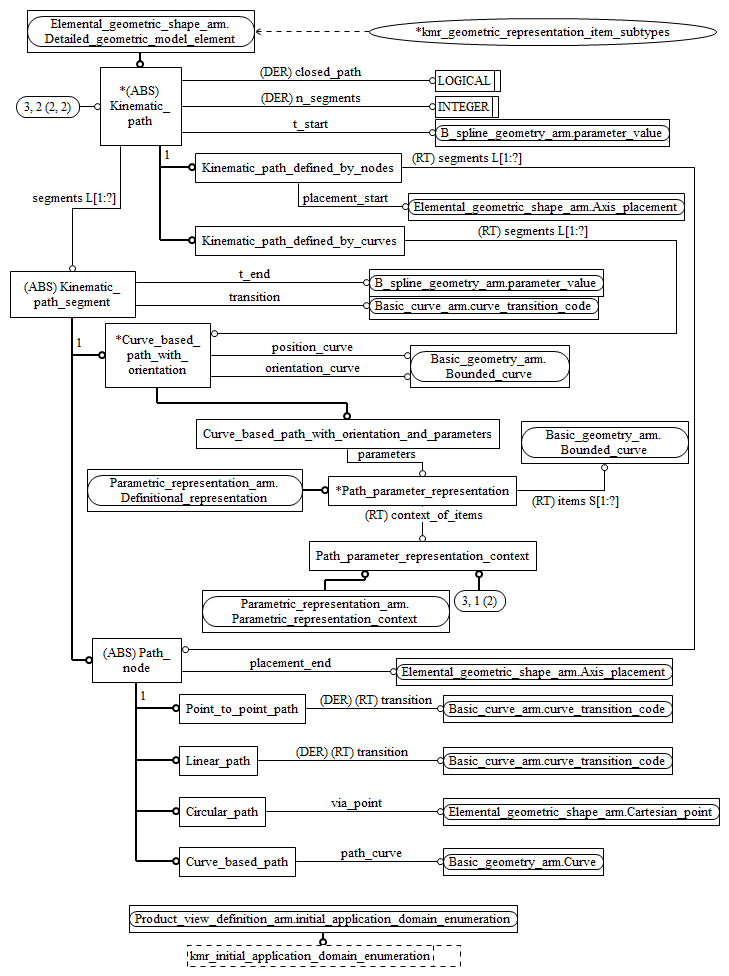 Elemental_geometric_shape_arm.
Detailed_geometric_model_element
*kmr_geometric_representation_item_subtypes
*(ABS)
Kinematic_
path
3, 2 (2, 2)
(DER) closed_path
LOGICAL
(DER) n_segments
INTEGER
t_start
B_spline_geometry_arm.parameter_value
1
Kinematic_path_defined_by_nodes
(RT) segments L[1:?]
placement_start
Elemental_geometric_shape_arm.Axis_placement
segments L[1:?]
Kinematic_path_defined_by_curves
(RT) segments L[1:?]
(ABS) Kinematic_
path_segment
t_end
B_spline_geometry_arm.parameter_value
transition
Basic_curve_arm.curve_transition_code
1
*Curve_based_
path_with_
orientation
position_curve
orientation_curve
Basic_geometry_arm.
Bounded_curve
Curve_based_path_with_orientation_and_parameters
parameters
Basic_geometry_arm.
Bounded_curve
Parametric_representation_arm.
Definitional_representation
*Path_parameter_representation
(RT) items S[1:?]
(RT) context_of_items
Path_parameter_representation_context
Parametric_representation_arm.
Parametric_representation_context
3, 1 (2)
(ABS) Path_
node
placement_end
Elemental_geometric_shape_arm.Axis_placement
1
Point_to_point_path
(DER) (RT) transition
Basic_curve_arm.curve_transition_code
Linear_path
(DER) (RT) transition
Basic_curve_arm.curve_transition_code
Circular_path
via_point
Elemental_geometric_shape_arm.Cartesian_point
Curve_based_path
path_curve
Basic_geometry_arm.Curve
Product_view_definition_arm.initial_application_domain_enumeration
kmr_initial_application_domain_enumeration